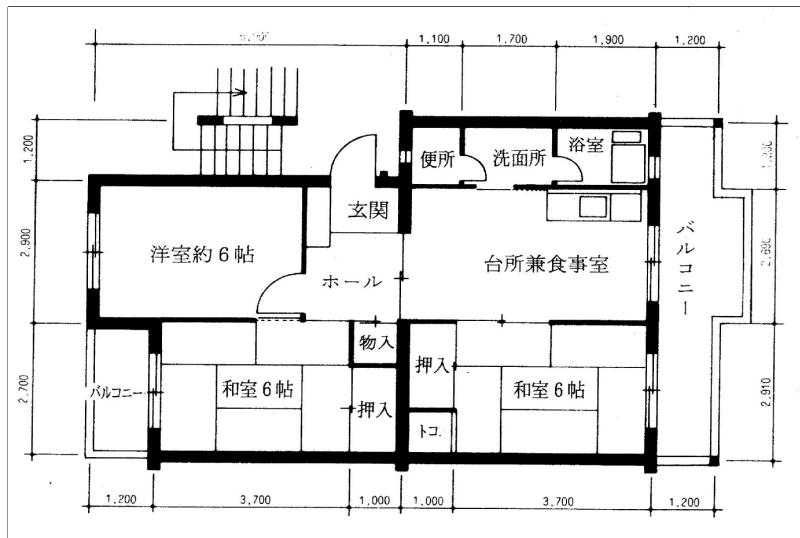 1,100
1,700
1,900
1,200
1,200
2,900
2,700
便所
洗面所
浴室
玄関
洋室約6帖
ホール
台所兼食事室
バルコニー
物入
押入
和室6帖
バルコニー
押入
トコ
和室6帖
2,910
1,200
3,700
1,000
1,000
3,700
1,200